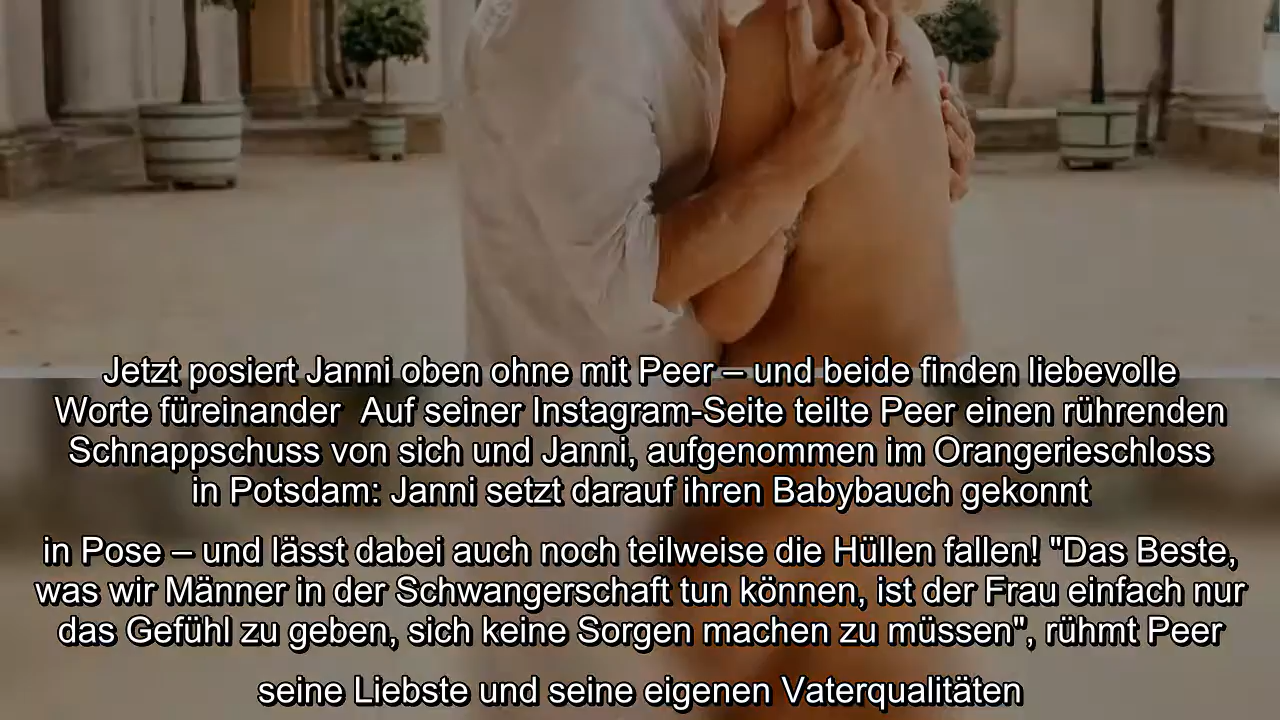 Jetzt posiert Janni oben ohne mit Peer – und beide finden liebevolle
Worte füreinander  Auf seiner Instagram-Seite teilte Peer einen rührenden
Schnappschuss von sich und Janni, aufgenommen im Orangerieschloss
in Potsdam: Janni setzt darauf ihren Babybauch gekonnt
in Pose – und lässt dabei auch noch teilweise die Hüllen fallen! "Das Beste,
was wir Männer in der Schwangerschaft tun können, ist der Frau einfach nur
das Gefühl zu geben, sich keine Sorgen machen zu müssen", rühmt Peer
seine Liebste und seine eigenen Vaterqualitäten